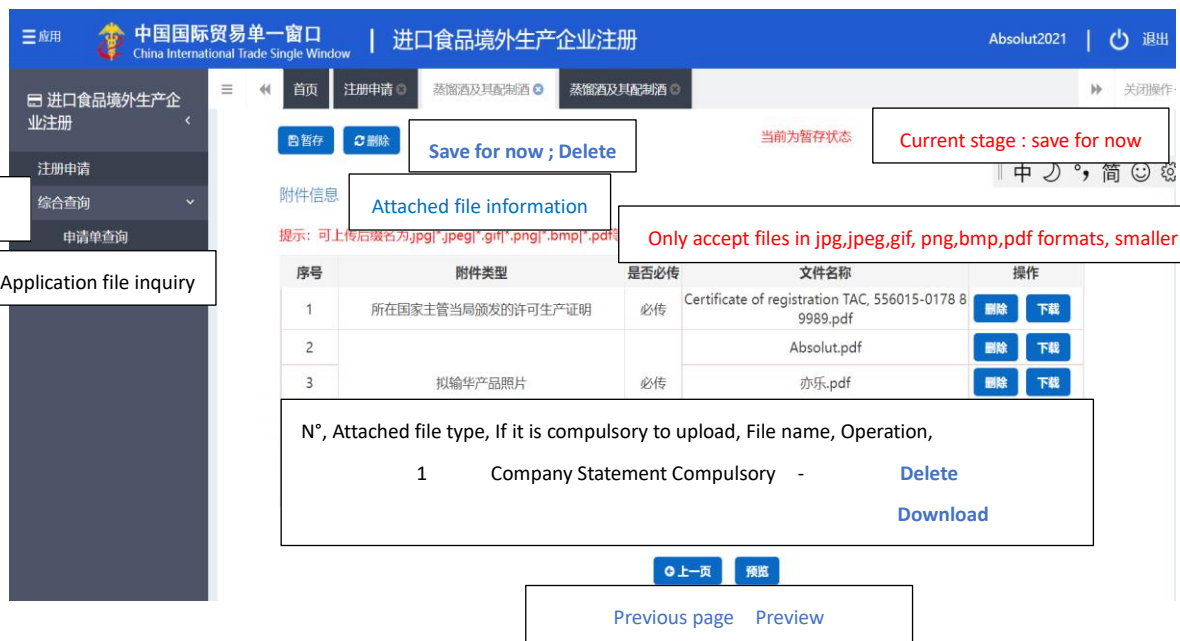 应用
中国国际贸易单一窗口
China International Trade Single Window
进口食品境外生产企业注册
Absolut2021
退出
进口食品境外生产企
业注册
首页
注册申请
蒸馏酒及其配制酒
蒸馏酒及其配制酒
关闭操作
暂存
删除
Save for now ; Delete
当前为暂存状态
Current stage : save for now
注册申请
中
简
综合查询
附件信息
Attached file information
申请单查询
提示：可上传后缀名为.jpg|*.jpeg|*.gif|*.png|*.bmp|*.pdf
Only accept files in jpg,jpeg,gif, png,bmp,pdf formats, smaller
Application file inquiry
序号 附件类型 是否必传 文件名称 操作
1 所在国家主管当局颁发的许可生产证明 必传 Certificate of registration TAC, 556015-0178 8
9989.pdf 删除 下载
2 Absolut.pdf 删除 下载
3 拟输华产品照片 必传 亦乐.pdf 删除 下载
N°, Attached file type, If it is compulsory to upload, File name, Operation,
1 Company Statement Compulsory - Delete
Download
上一页 预览
Previous page Preview